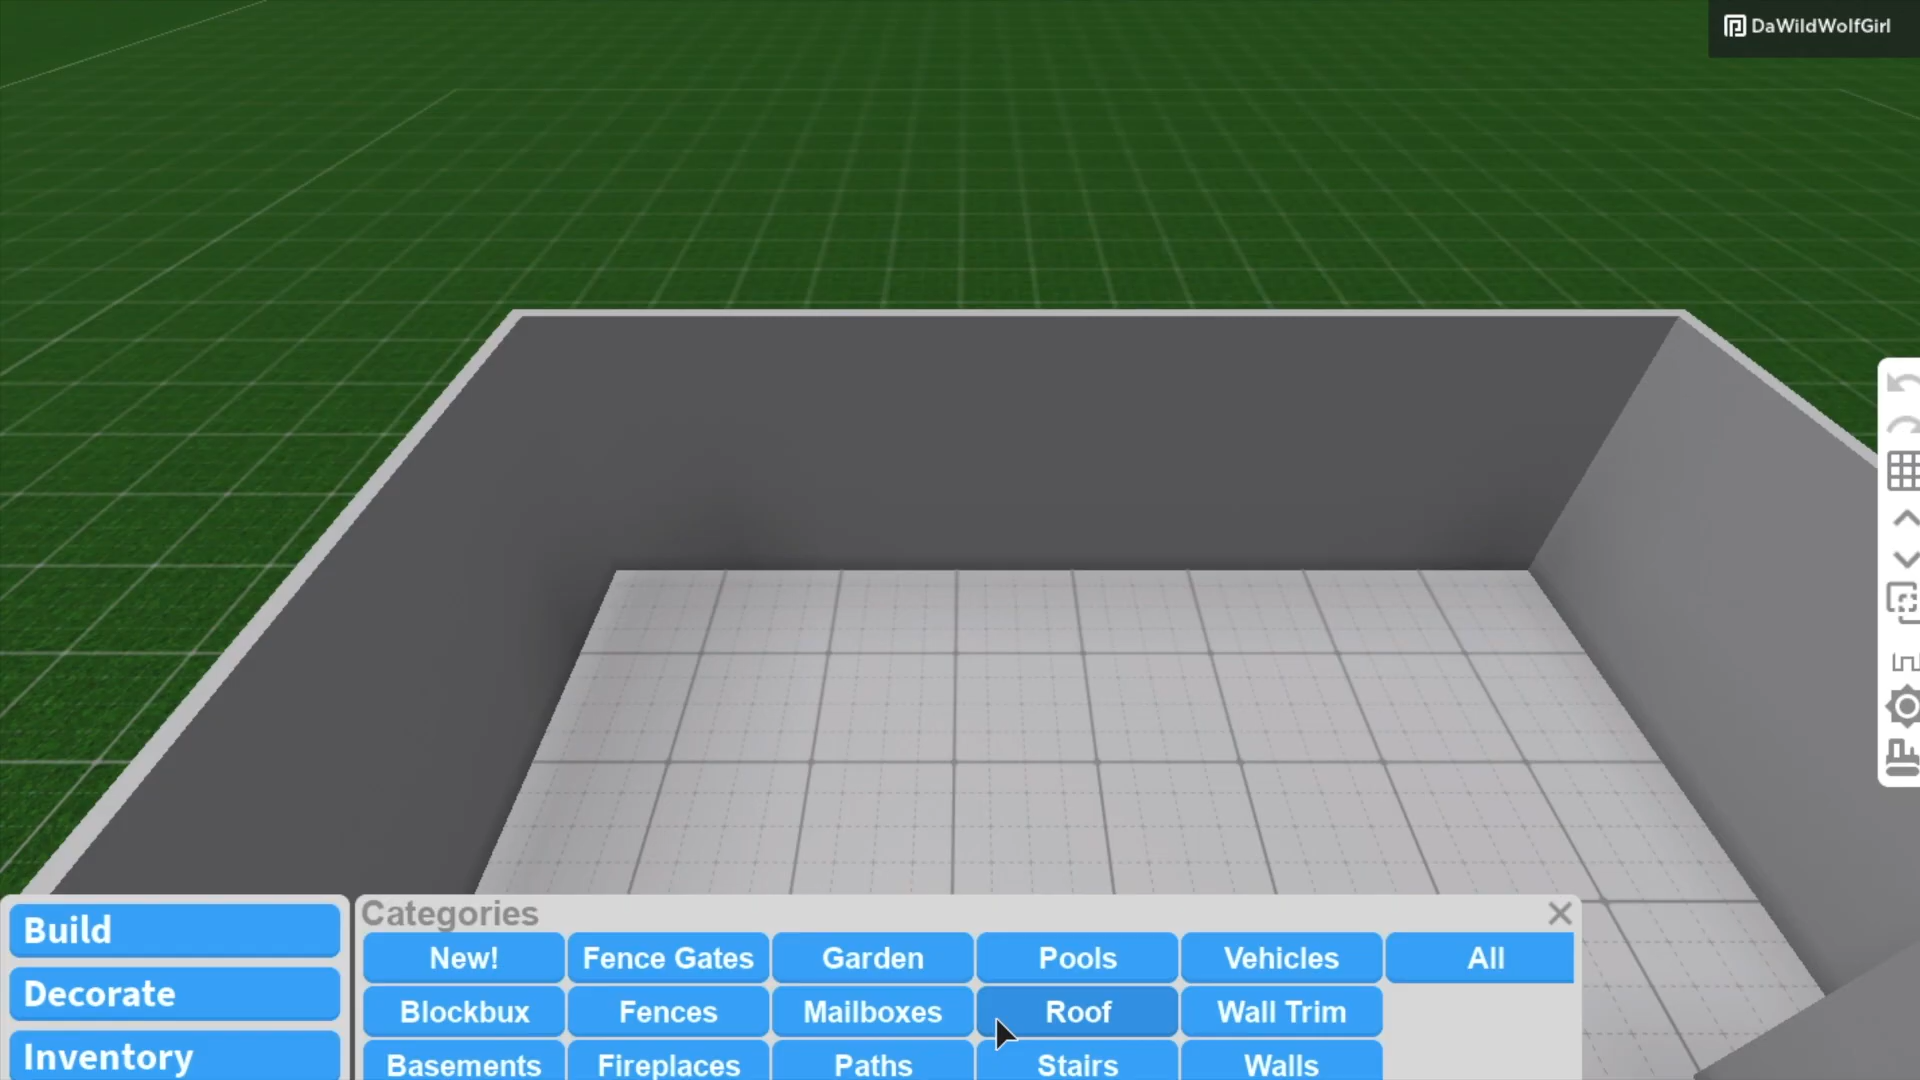 DaWildWolfGirl
Build
Decorate
Inventory
Categories
New! Fence Gates Garden Pools Vehicles All
Blockbux Fences Mailboxes Roof Wall Trim
Basements Fireplaces Paths Stairs Walls